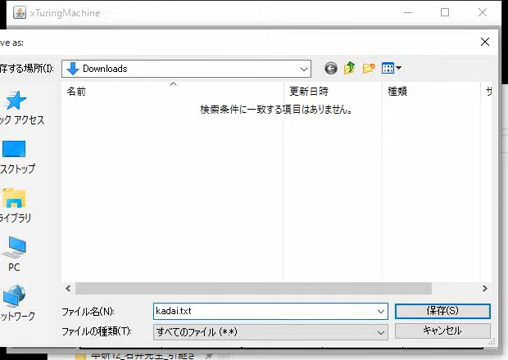 xTuringMachine
ve as:
存する場所(I):
Downloads
名前
更新日時
種類
サ
検索条件に一致する項目はありません。
ック アクセス
スクトップ
イブラリ
PC
ットワーク
ファイル名(N):
kadai.txt
保存(S)
ファイルの種類(T):
すべてのファイル (*.*)
キャンセル